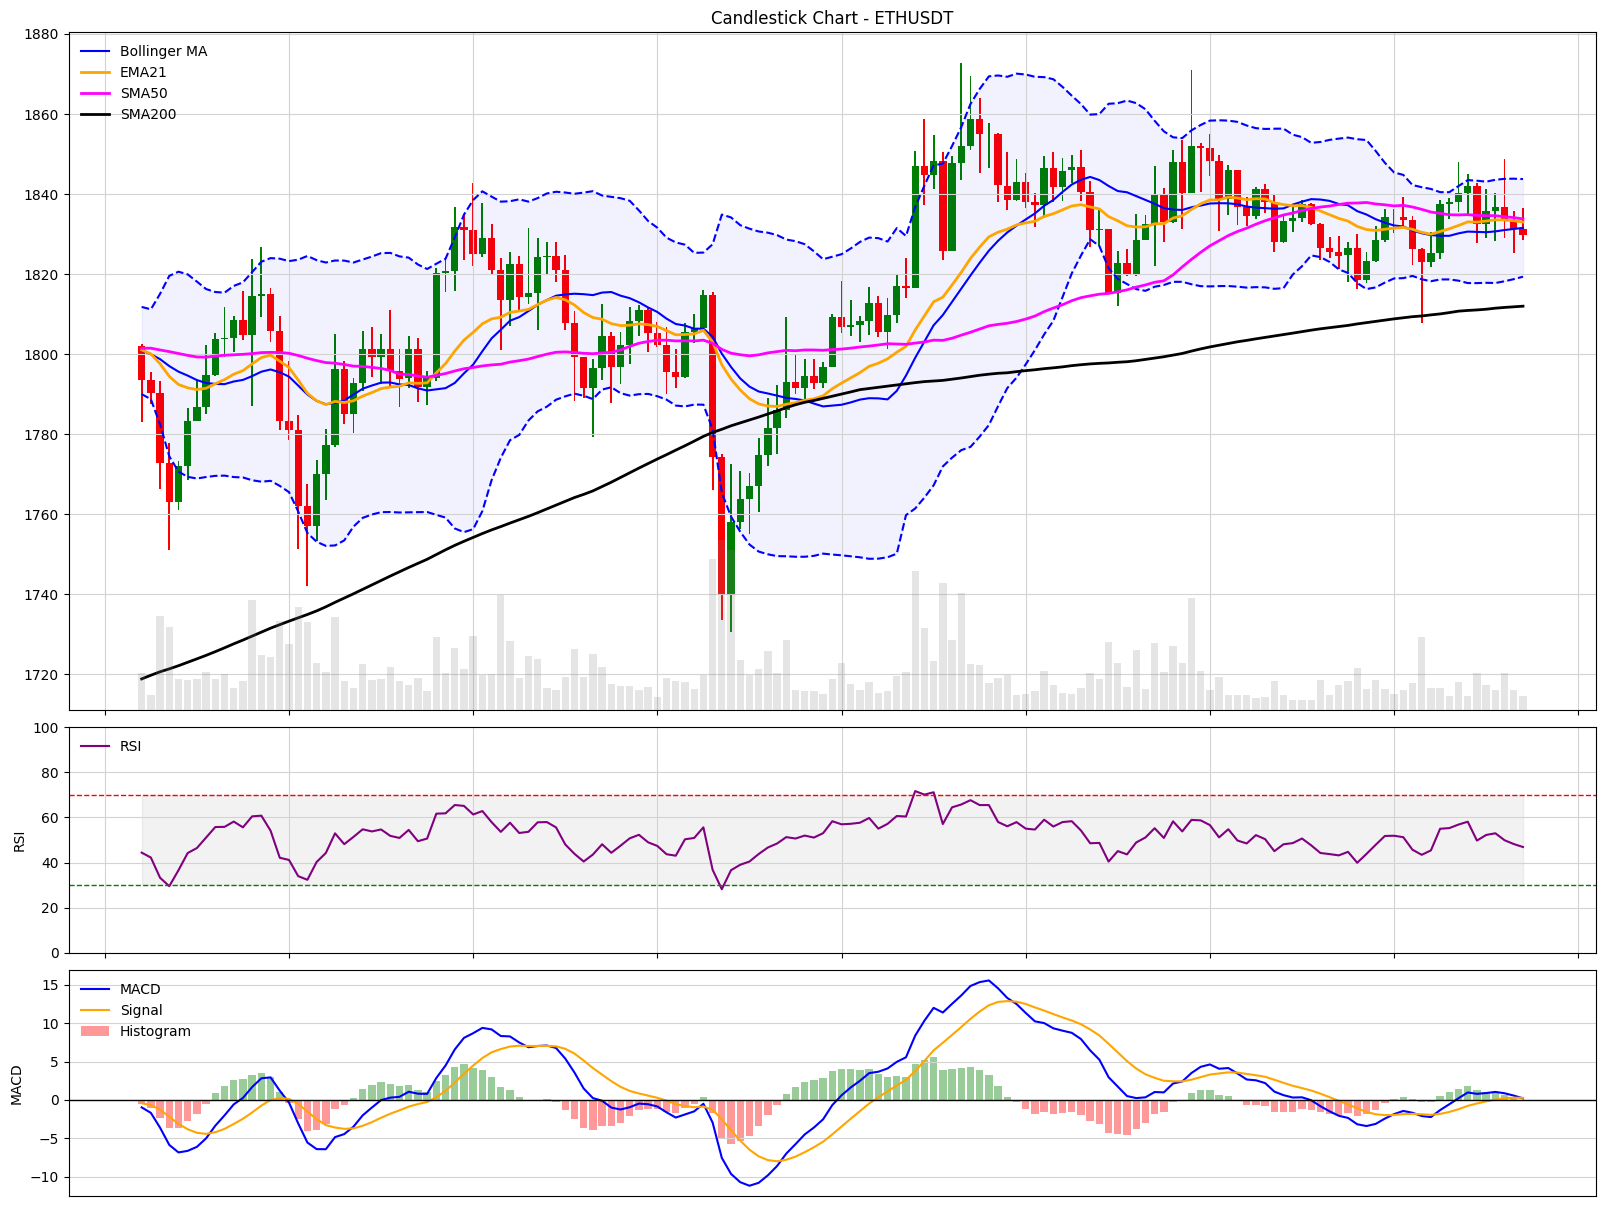 Candlestick Chart - ETHUSDT
1880
1860
1840
1820
1800
1780
1760
1740
1720
Bollinger MA
EMA21
SMA50
SMA200
100
80
60
40
20
0
RSI
RSI
15
10
5
0
−5
−10
MACD
MACD
Signal
Histogram